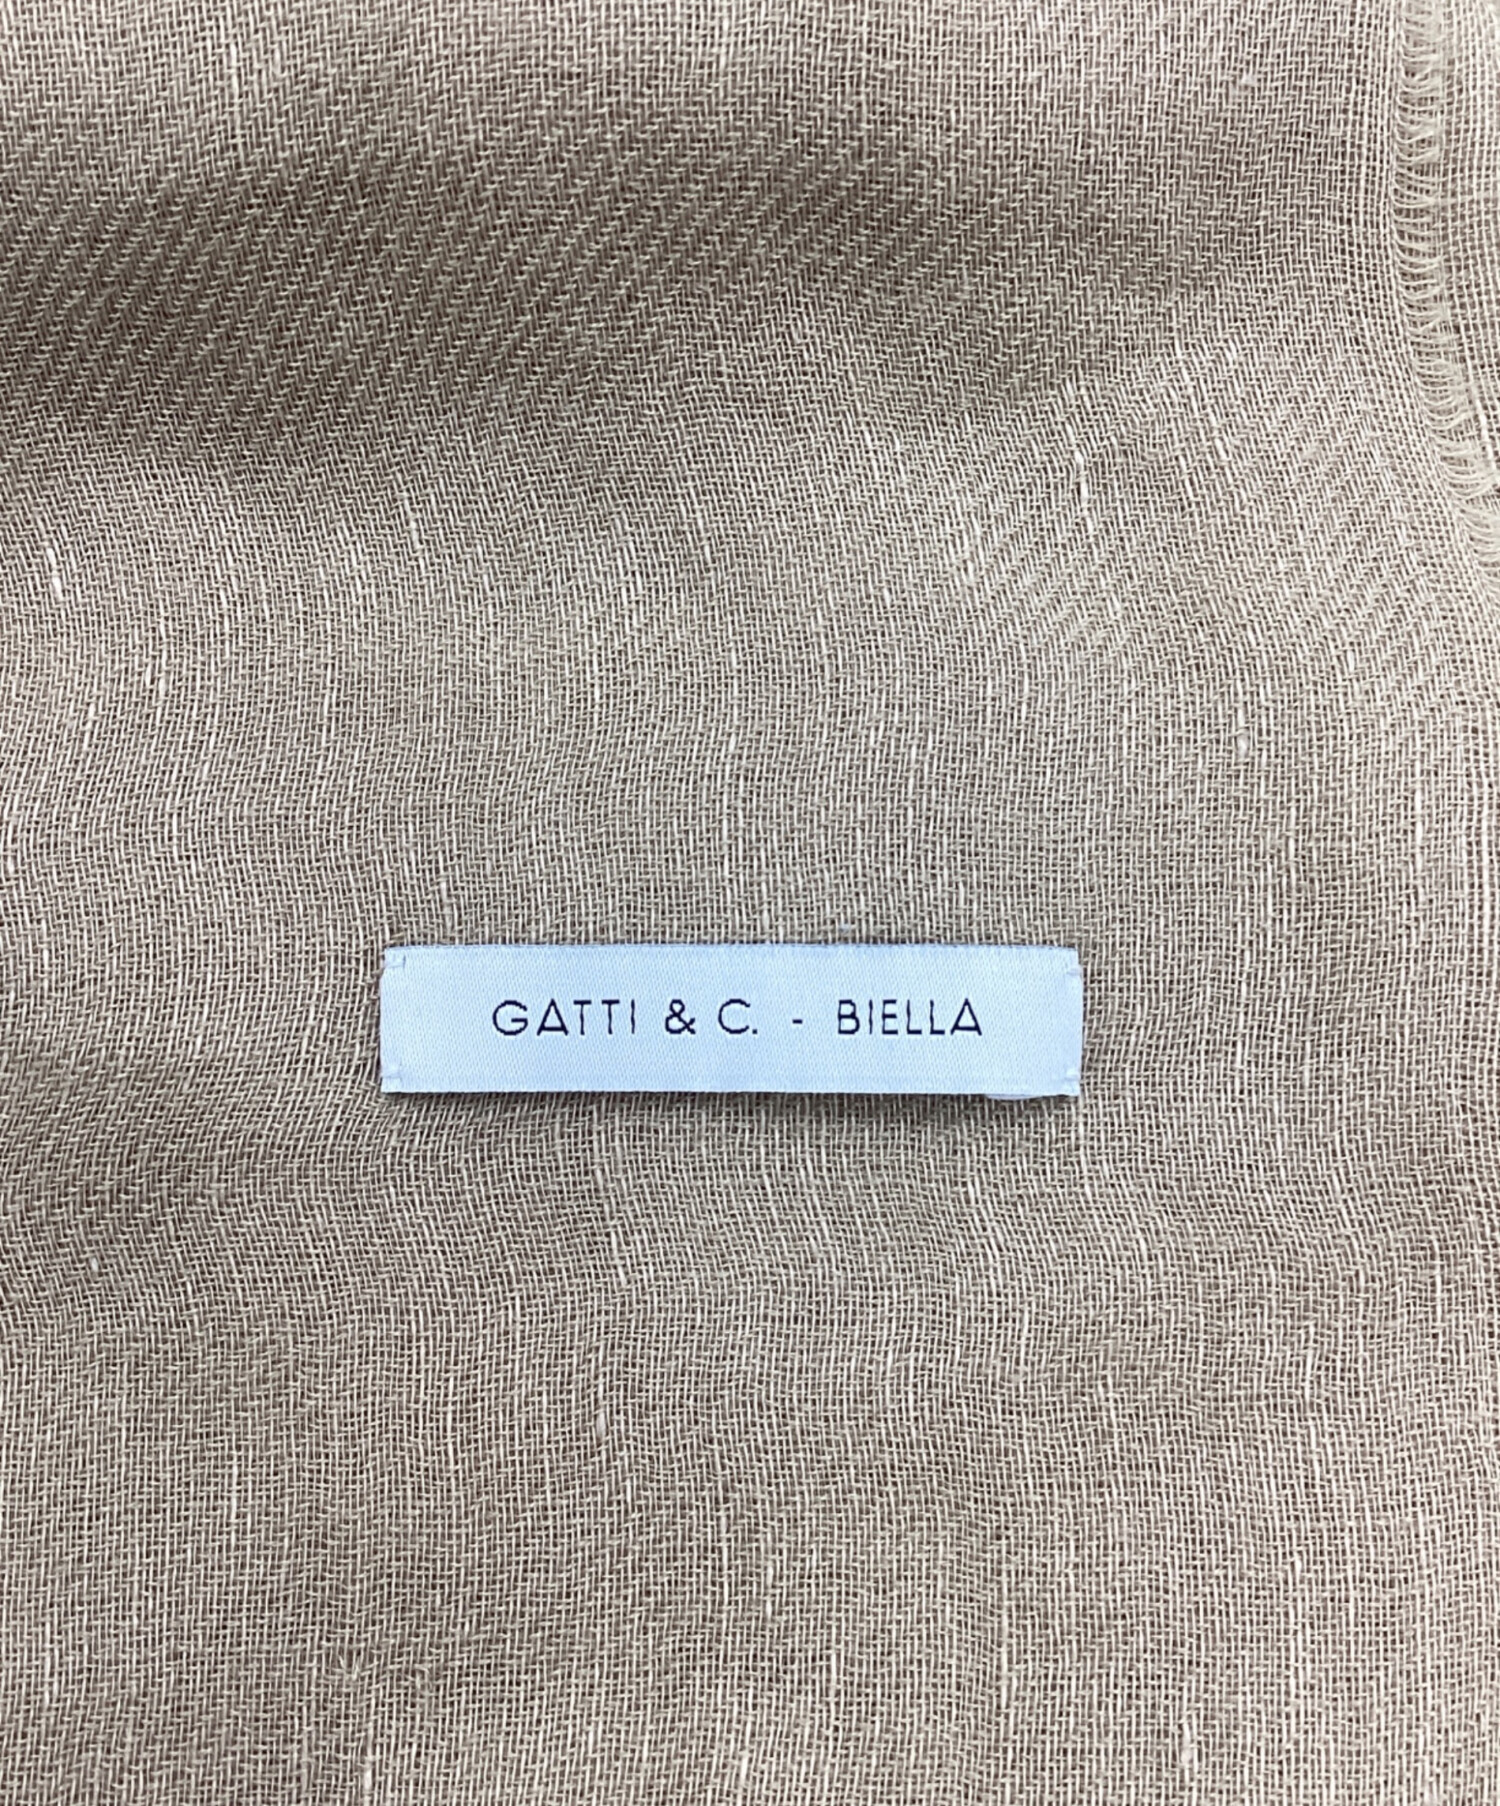 GATTI & C. - BIELLA